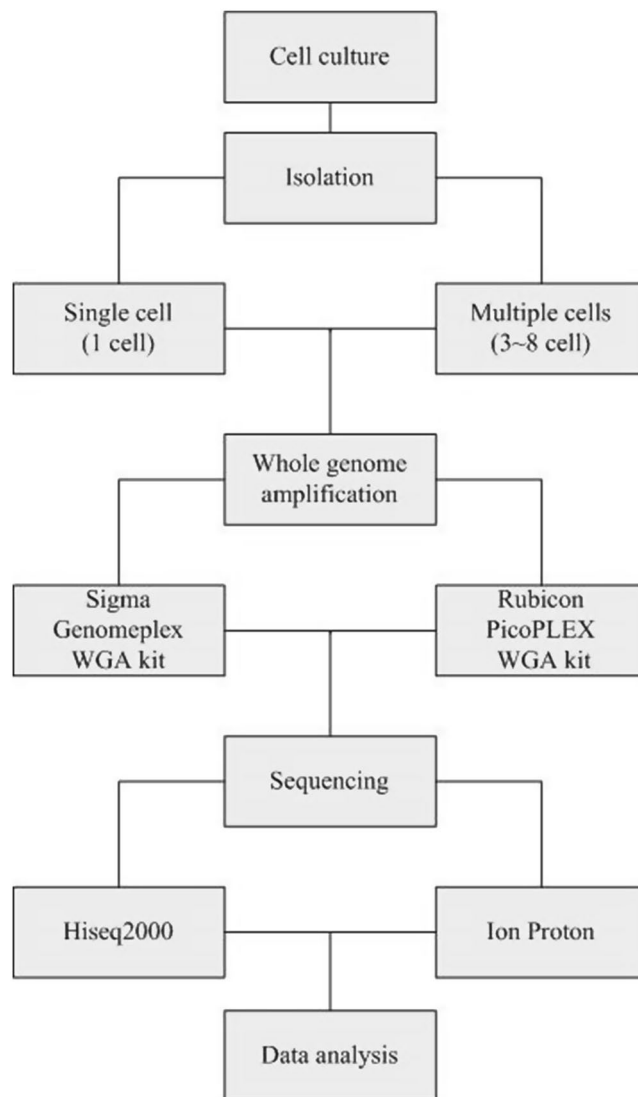 Cell culture
Isolation
Single cell
(1 cell)
Multiple cells
(3~8 cell)
Whole genome
amplification
Sigma
Genomeplex
WGA kit
Rubicon
PicoPLEX
WGA kit
Sequencing
Hiseq2000
Ion Proton
Data analysis